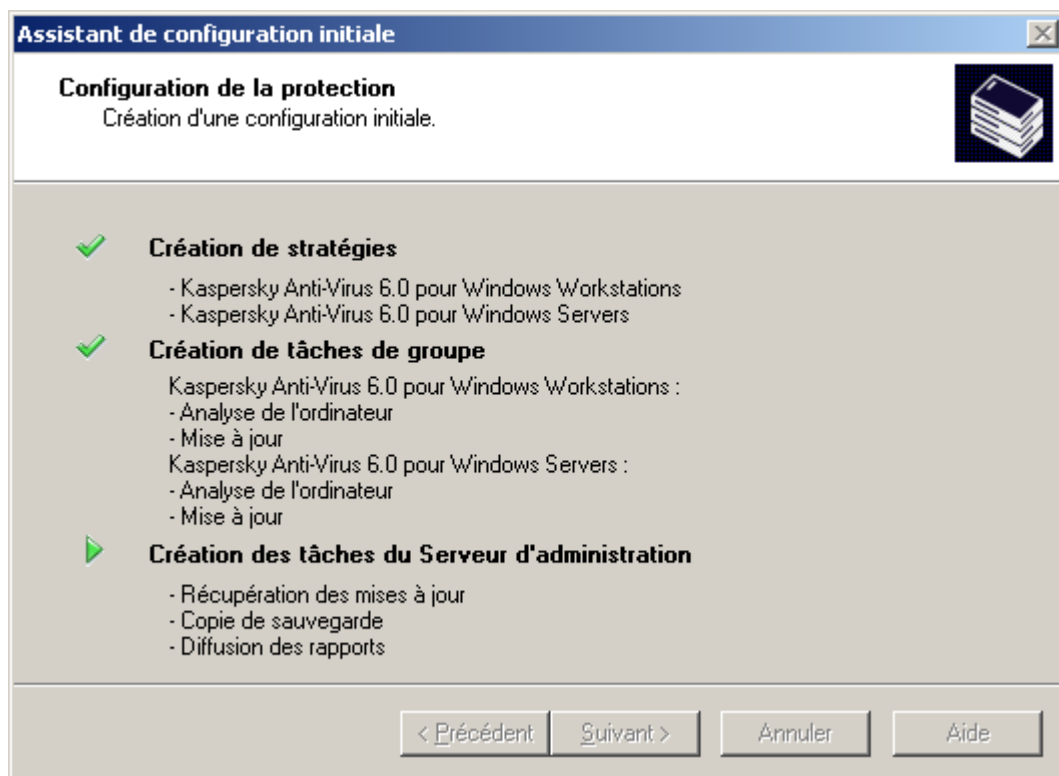 Assistant de configuration initiale
Configuration de la protection
Création d'une configuration initiale.
Création de stratégies
- Kaspersky Anti-Virus 6.0 pour Windows Workstations
- Kaspersky Anti-Virus 6.0 pour Windows Servers
Création de tâches de groupe
Kaspersky Anti-Virus 6.0 pour Windows Workstations :
- Analyse de l'ordinateur
- Mise à jour
Kaspersky Anti-Virus 6.0 pour Windows Servers :
- Analyse de l'ordinateur
- Mise à jour
Création des tâches du Serveur d'administration
- Récupération des mises à jour
- Copie de sauvegarde
- Diffusion des rapports
< Précédent Suivant > Annuler Aide